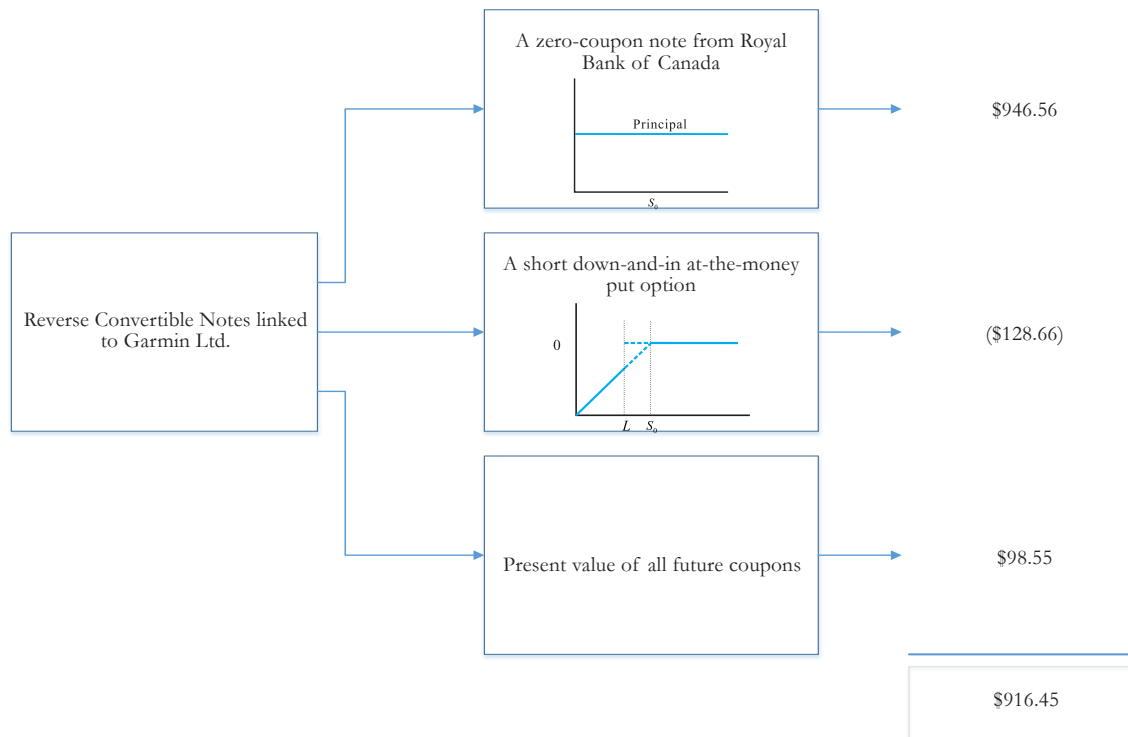 A zero-coupon note from Royal
Bank of Canada
Principal
S₀
$946.56
Reverse Convertible Notes linked
to Garmin Ltd.
A short down-and-in at-the-money
put option
0
L S₀
($128.66)
Present value of all future coupons
$98.55
$916.45